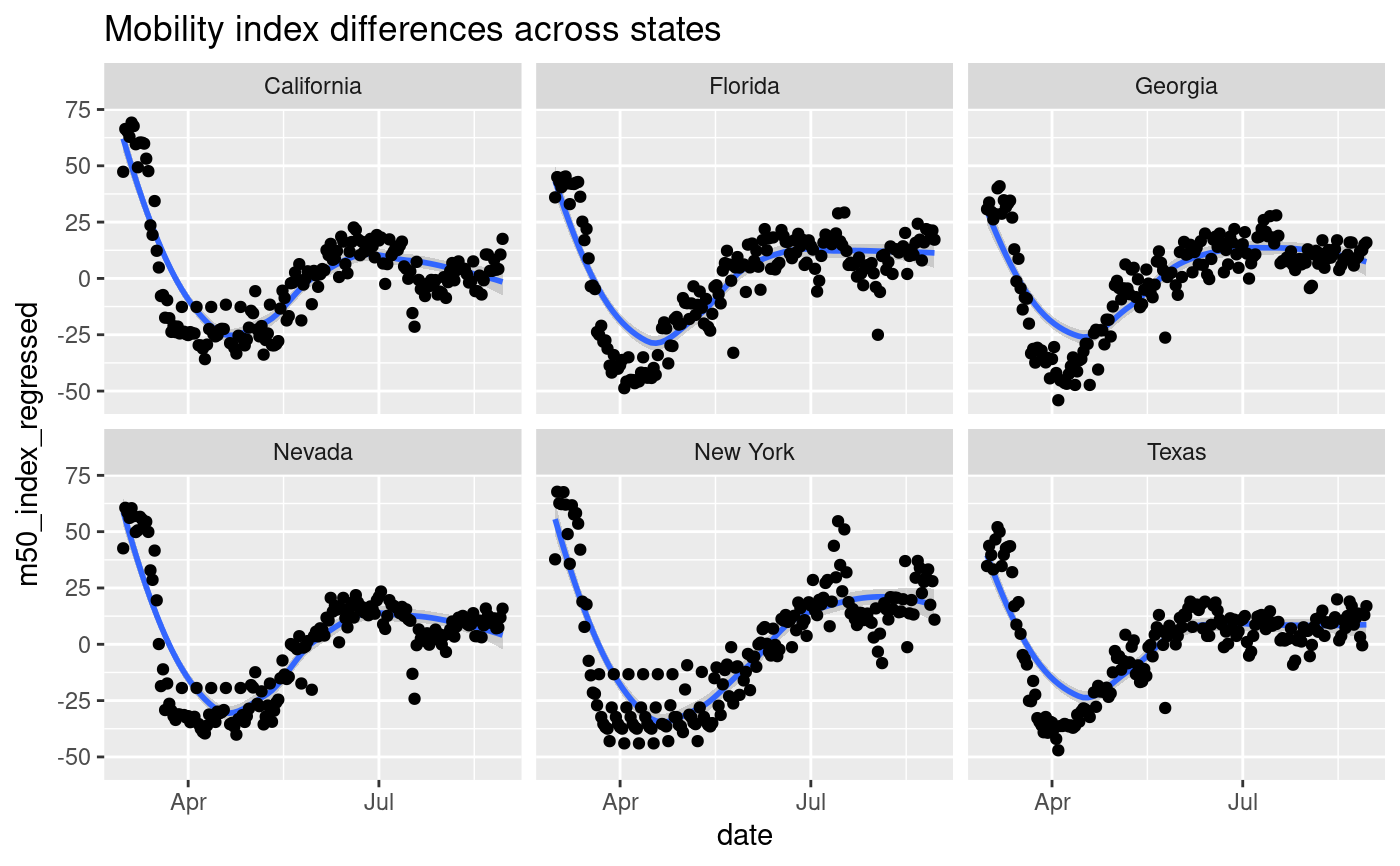 Mobility index differences across states
California Florida Georgia
75
50
25
0
-25
-50
m50_index_regressed
Nevada New York Texas
75
50
25
0
-25
-50
Apr Jul Apr Jul Apr Jul
date